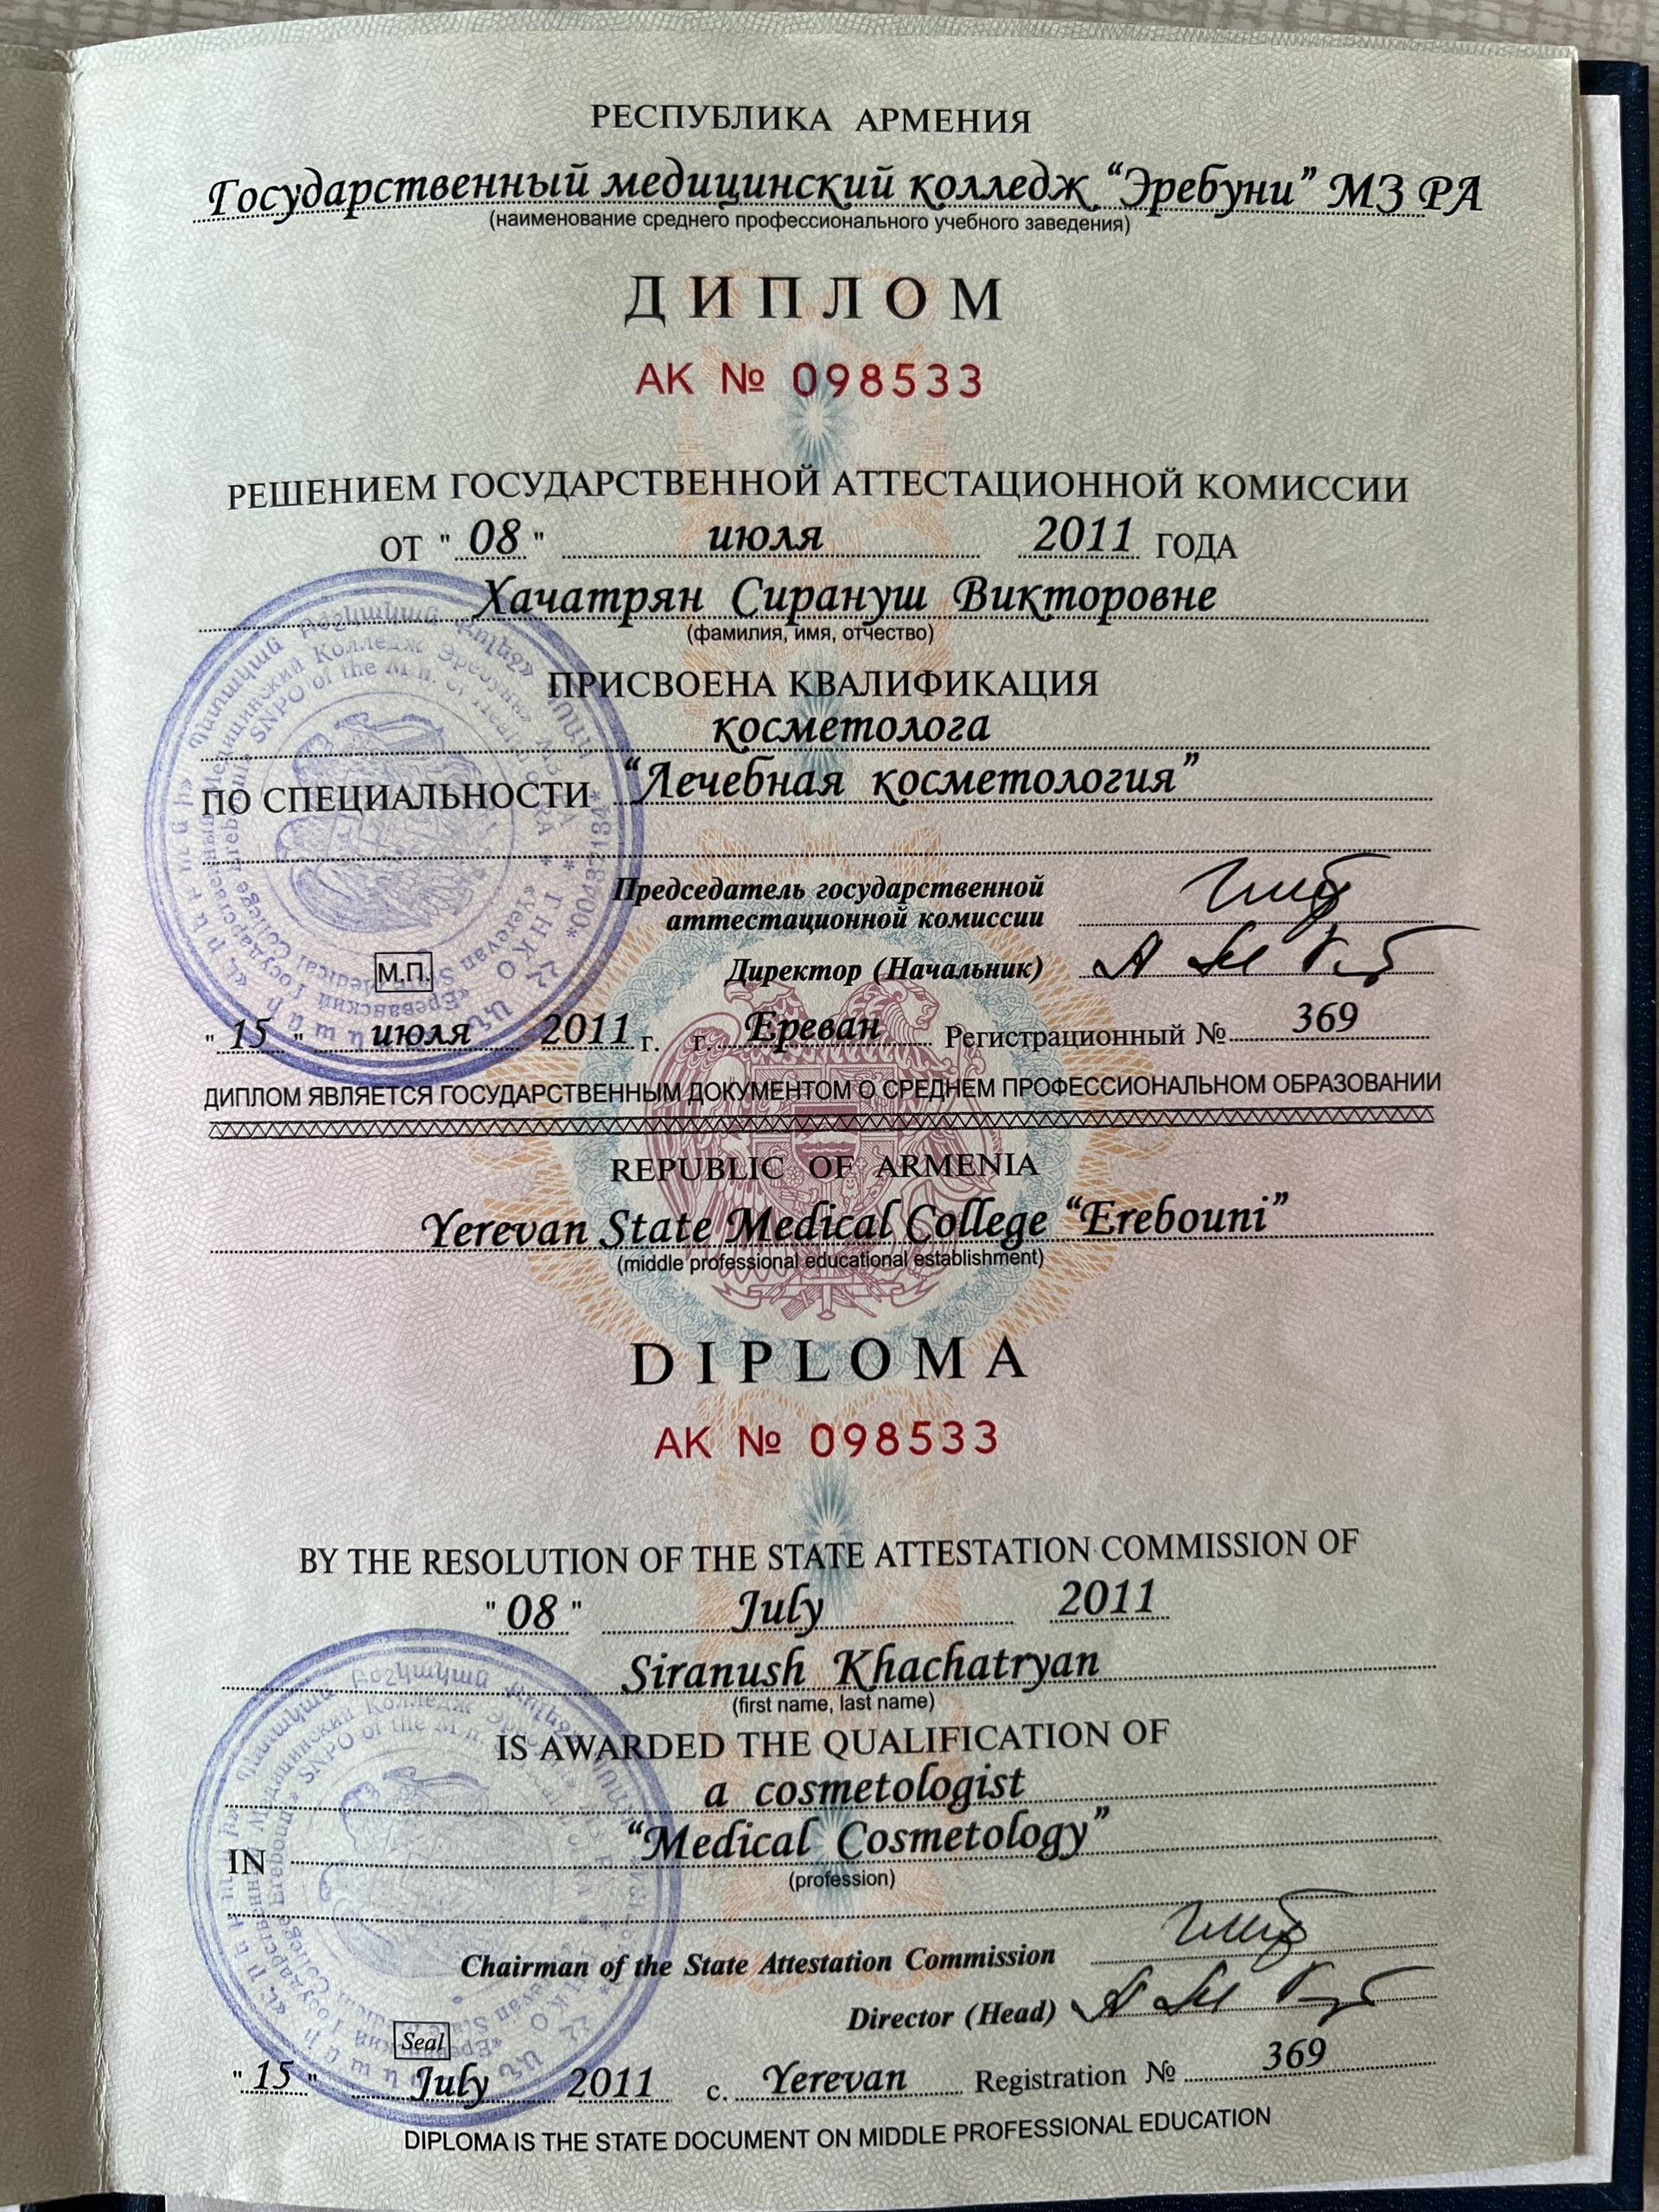 РЕСПУБЛИКА АРМЕНИЯ
Государственный медицинский колледж “Эребуни” МЗ РА
(наименование среднего профессионального учебного заведения)
ДИПЛОМ
АК № 098533
РЕШЕНИЕМ ГОСУДАРСТВЕННОЙ АТТЕСТАЦИОННОЙ КОМИССИИ
ОТ "08" июля 2011 ГОДА
Хачатрян Сирануш Викторовне
(фамилия, имя, отчество)
ПРИСВОЕНА КВАЛИФИКАЦИЯ
косметолога
ПО СПЕЦИАЛЬНОСТИ “Лечебная косметология”
Председатель государственной
аттестационной комиссии
Директор (Начальник)
М.П.
"15" июля 2011 г. г. Ереван Регистрационный № 369
ДИПЛОМ ЯВЛЯЕТСЯ ГОСУДАРСТВЕННЫМ ДОКУМЕНТОМ О СРЕДНЕМ ПРОФЕССИОНАЛЬНОМ ОБРАЗОВАНИИ
REPUBLIC OF ARMENIA
Yerevan State Medical College “Erebouni”
(middle professional educational establishment)
DIPLOMA
АК № 098533
BY THE RESOLUTION OF THE STATE ATTESTATION COMMISSION OF
"08" July 2011
Siranush Khachatryan
(first name, last name)
IS AWARDED THE QUALIFICATION OF
a cosmetologist
IN “Medical Cosmetology”
(profession)
Chairman of the State Attestation Commission
Director (Head)
Seal
"15" July 2011 c. Yerevan Registration № 369
DIPLOMA IS THE STATE DOCUMENT ON MIDDLE PROFESSIONAL EDUCATION